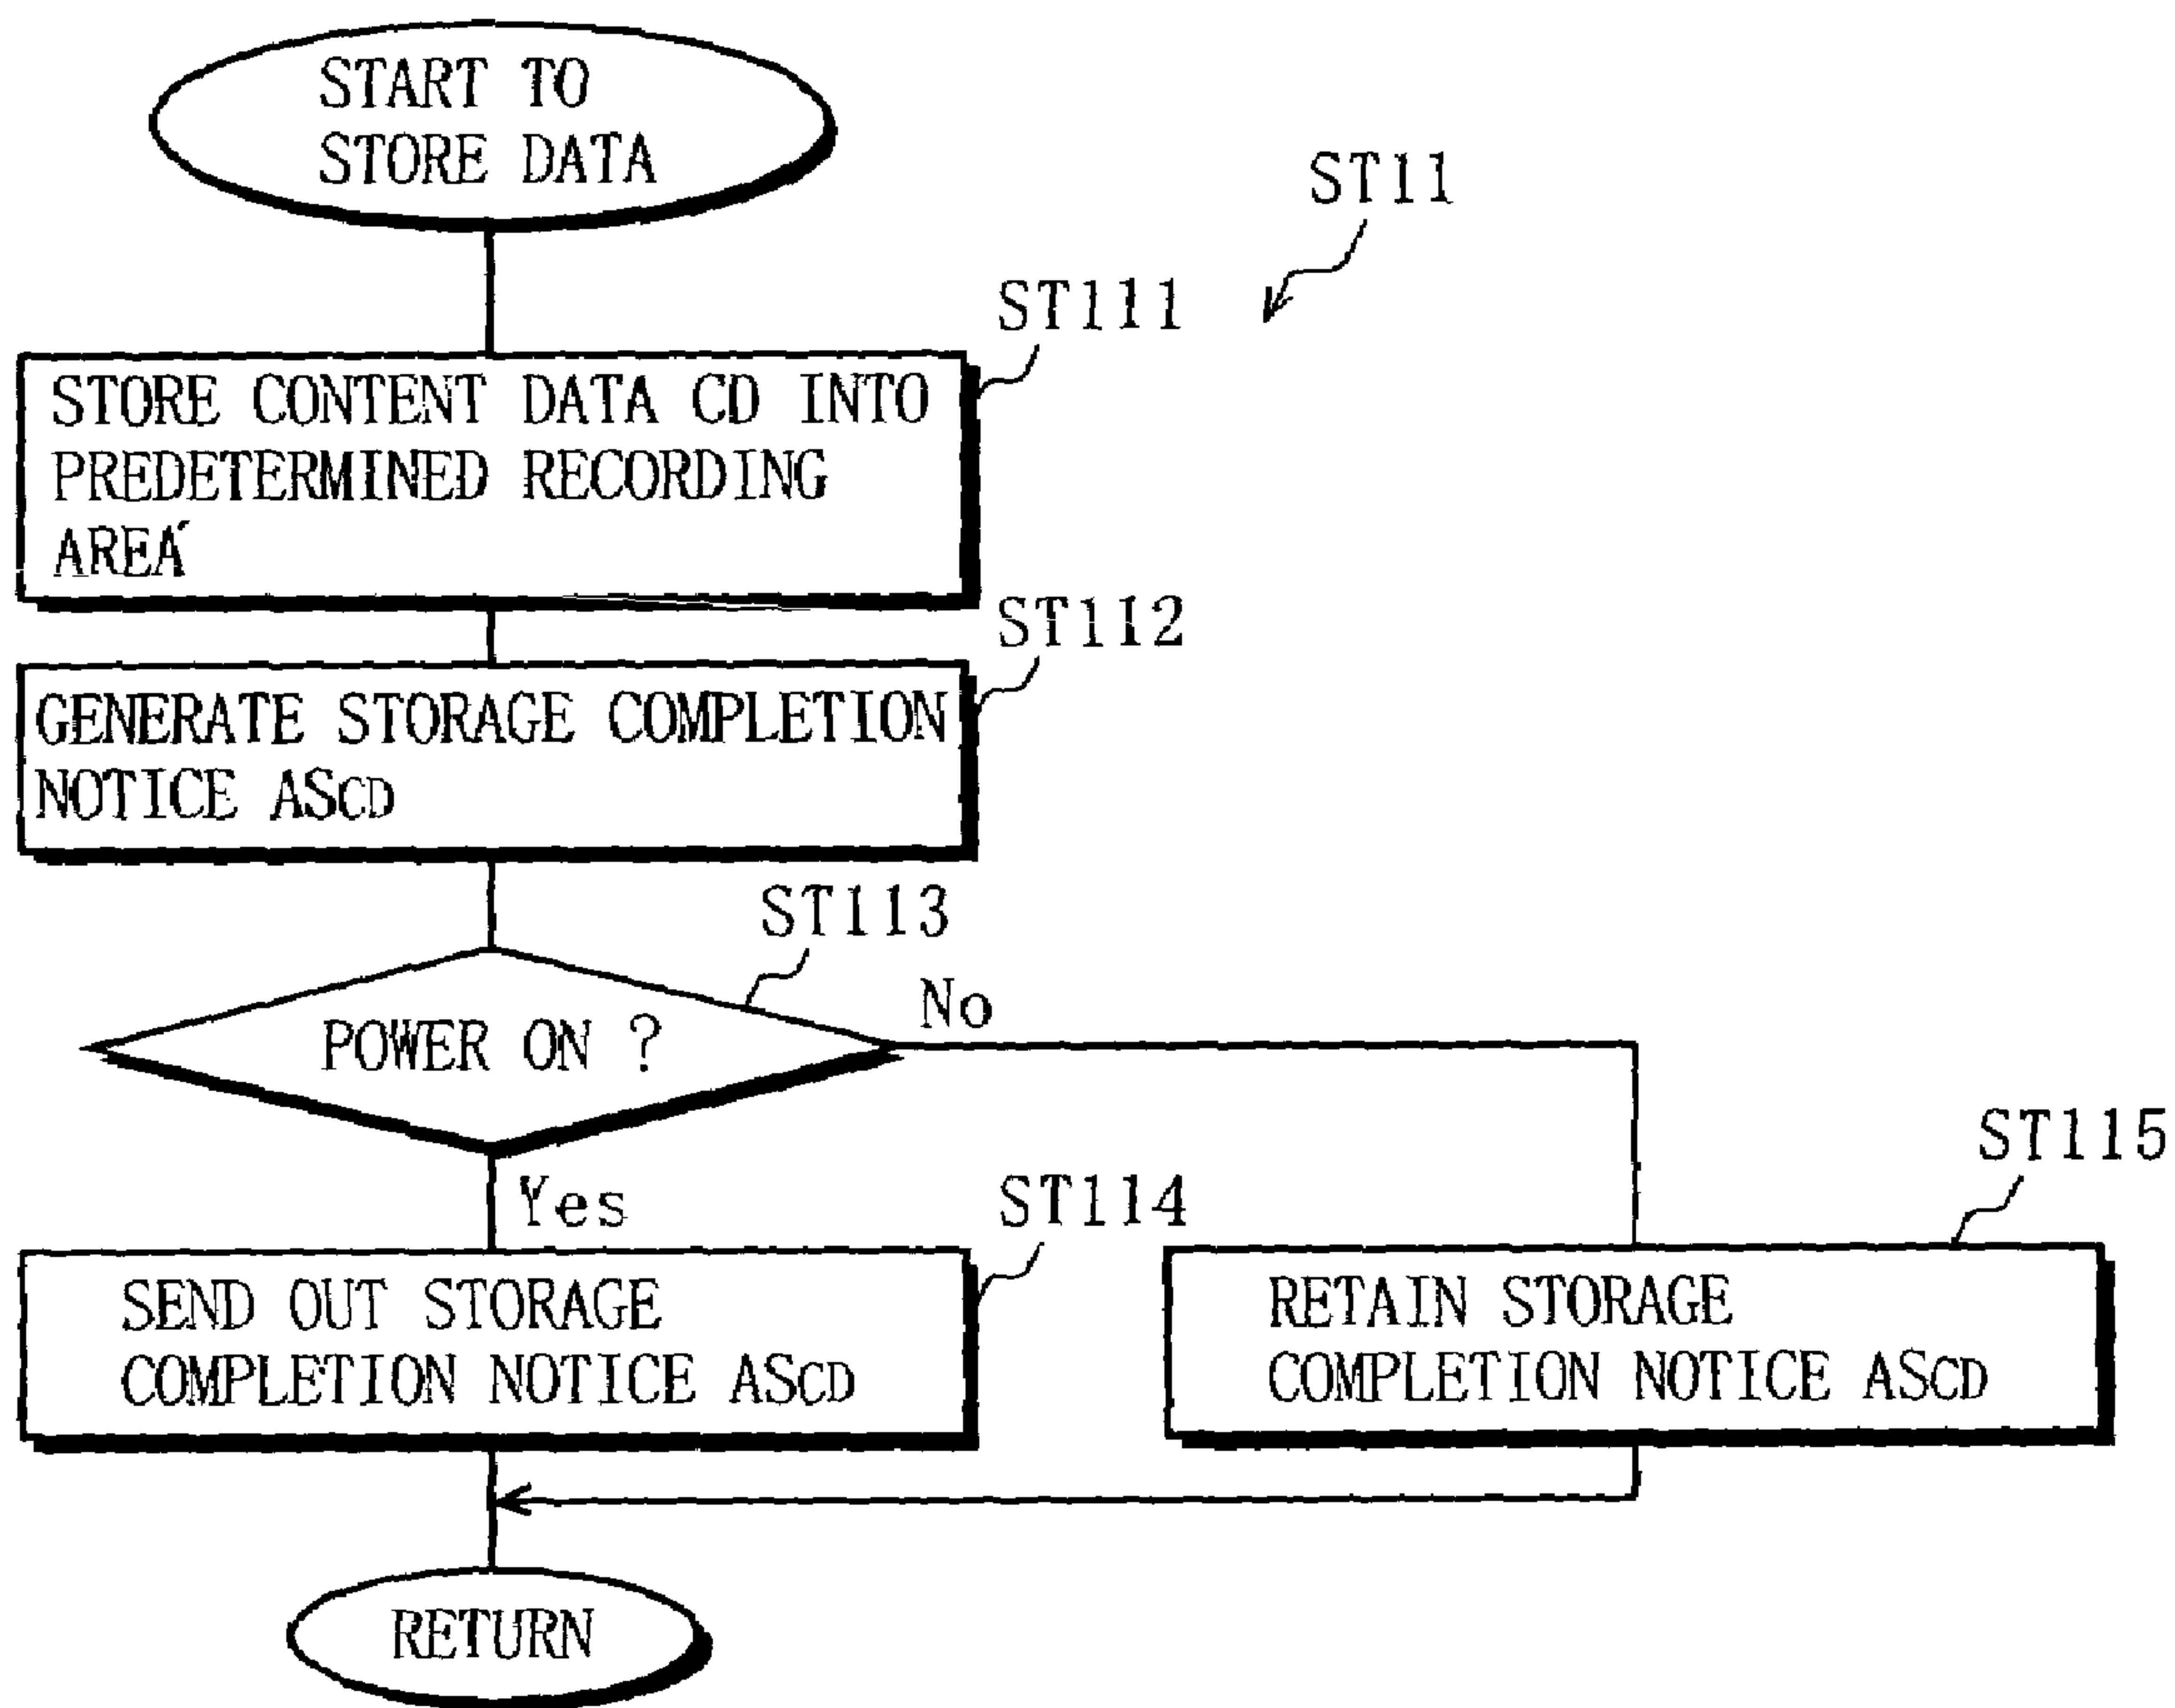 START TO
STORE DATA
ST11
ST111
STORE CONTENT DATA CD INTO
PREDETERMINED RECORDING
AREA
ST112
GENERATE STORAGE COMPLETION
NOTICE ASCD
ST113
POWER ON ?
No
Yes
ST114
SEND OUT STORAGE
COMPLETION NOTICE ASCD
ST115
RETAIN STORAGE
COMPLETION NOTICE ASCD
RETURN